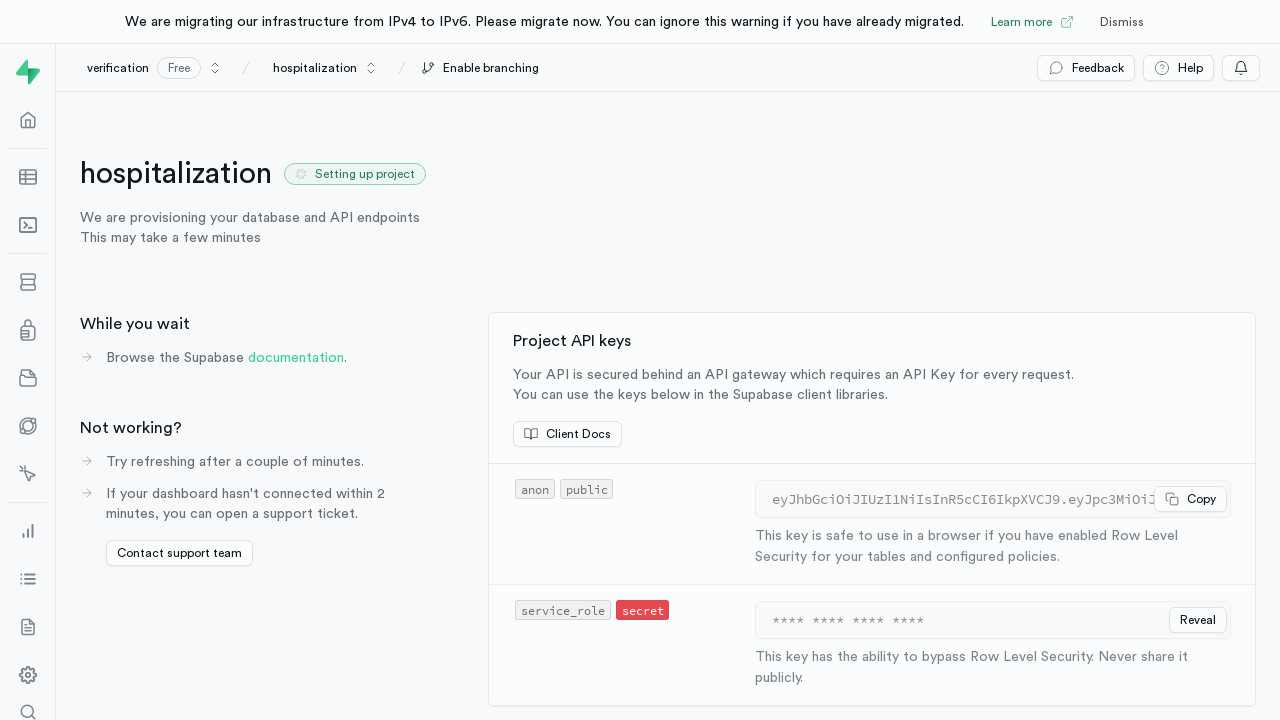 We are migrating our infrastructure from IPv4 to IPv6. Please migrate now. You can ignore this warning if you have already migrated. Learn more Dismiss
verification Free / hospitalization / Enable branching Feedback Help
hospitalization Setting up project
We are provisioning your database and API endpoints
This may take a few minutes
While you wait
Browse the Supabase documentation.
Not working?
Try refreshing after a couple of minutes.
If your dashboard hasn't connected within 2
minutes, you can open a support ticket.
Contact support team
Project API keys
Your API is secured behind an API gateway which requires an API Key for every request.
You can use the keys below in the Supabase client libraries.
Client Docs
anon public
eyJhbGciOiJIUzI1NiIsInR5cCI6IkpXVCJ9.eyJpc3MiOiJ Copy
This key is safe to use in a browser if you have enabled Row Level
Security for your tables and configured policies.
service_role secret
**** **** **** **** Reveal
This key has the ability to bypass Row Level Security. Never share it
publicly.